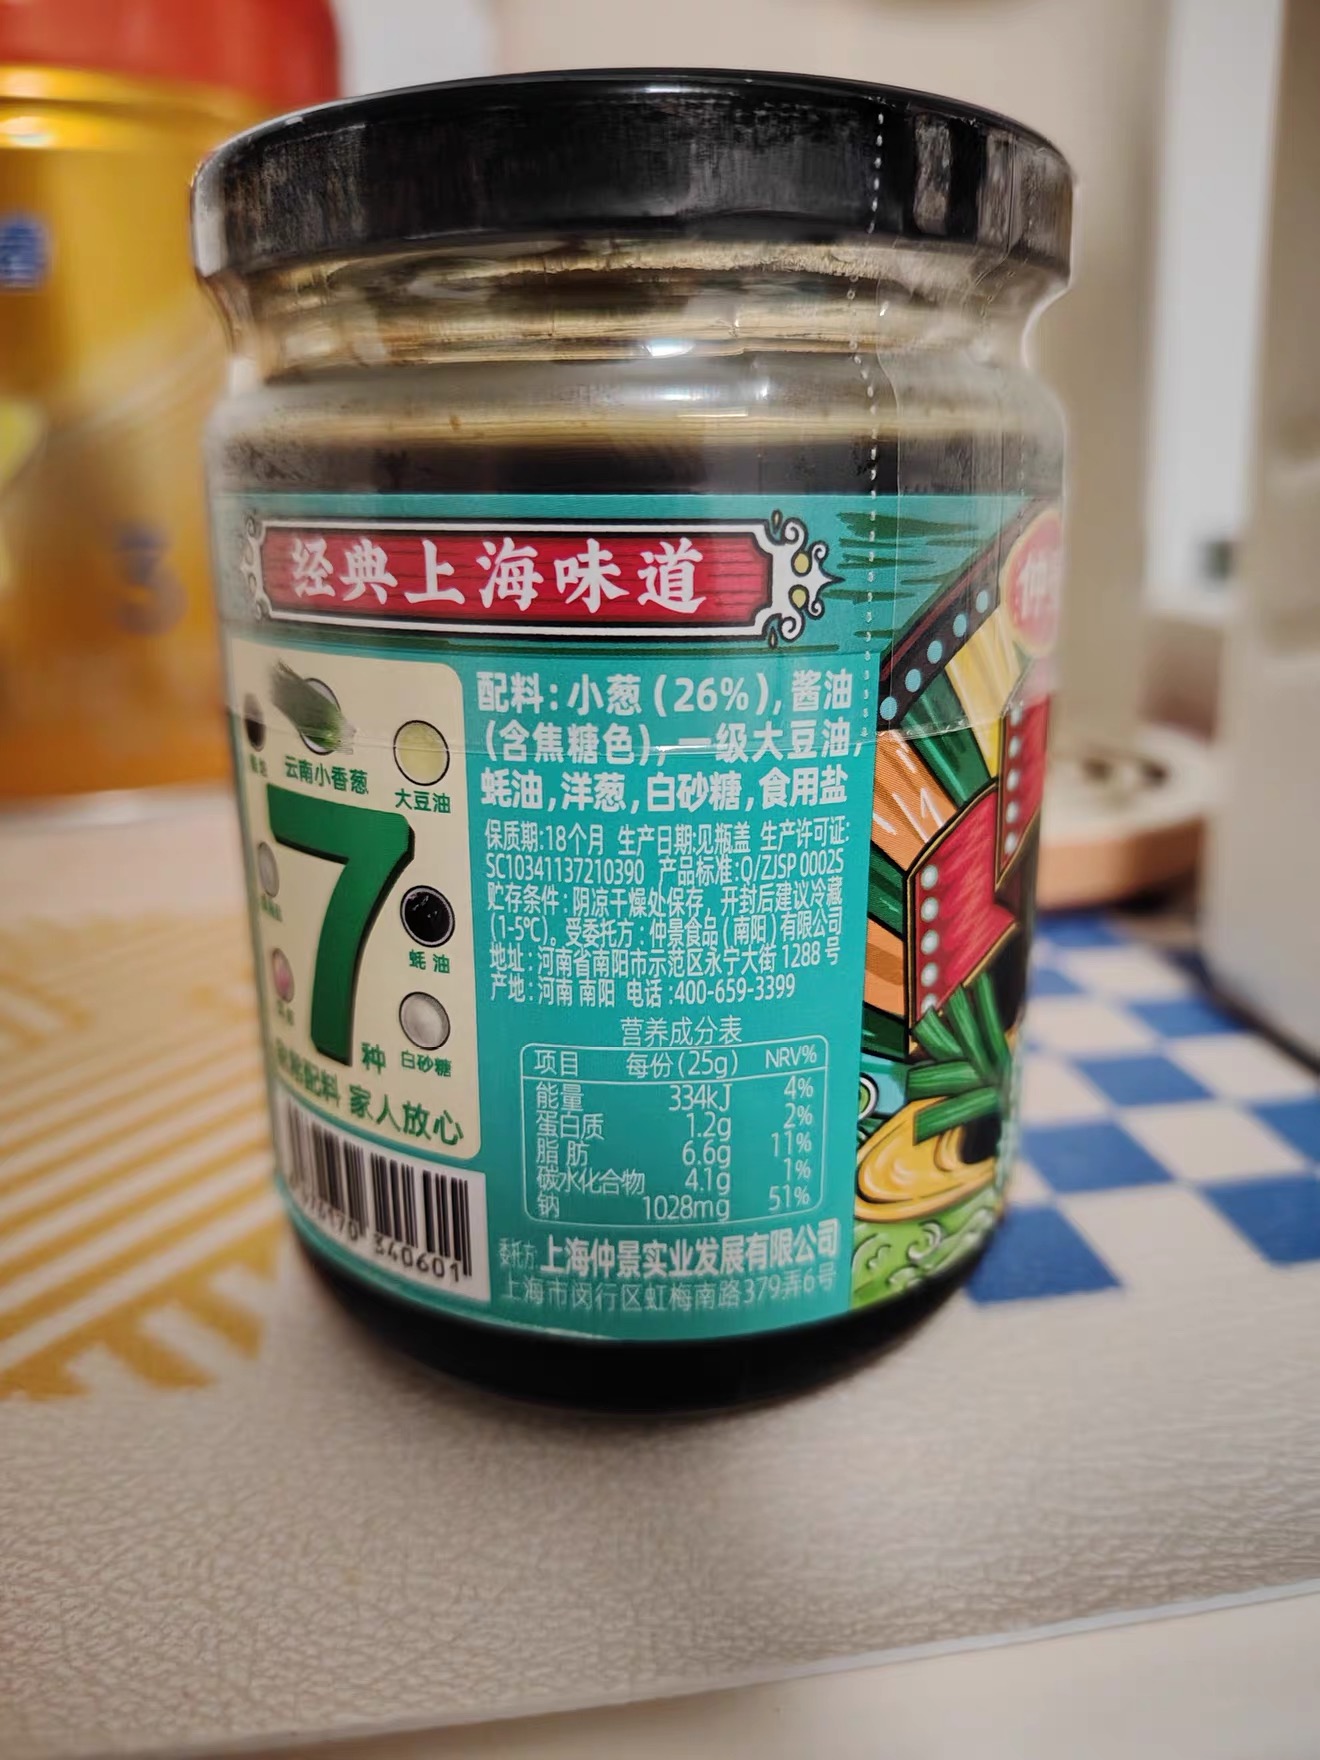 经典上海味道
云南小香葱
大豆油
7
种
蚝油
白砂糖
配料 家人放心
340601
配料:小葱(26%),酱油
(含焦糖色),一级大豆油,
蚝油,洋葱,白砂糖,食用盐
保质期:18个月 生产日期:见瓶盖 生产许可证:
SC10341137210390 产品标准:Q/ZJSP 0002S
贮存条件:阴凉干燥处保存 开封后建议冷藏
(1-5℃)。受委托方:仲景食品(南阳)有限公司
地址:河南省南阳市示范区永宁大街1288号
产地:河南 南阳 电话:400-659-3399
营养成分表
项目 每份(25g) NRV%
能量 334kJ 4%
蛋白质 1.2g 2%
脂肪 6.6g 11%
碳水化合物 4.1g 1%
钠 1028mg 51%
委托方:上海仲景实业发展有限公司
上海市闵行区虹梅南路379弄6号